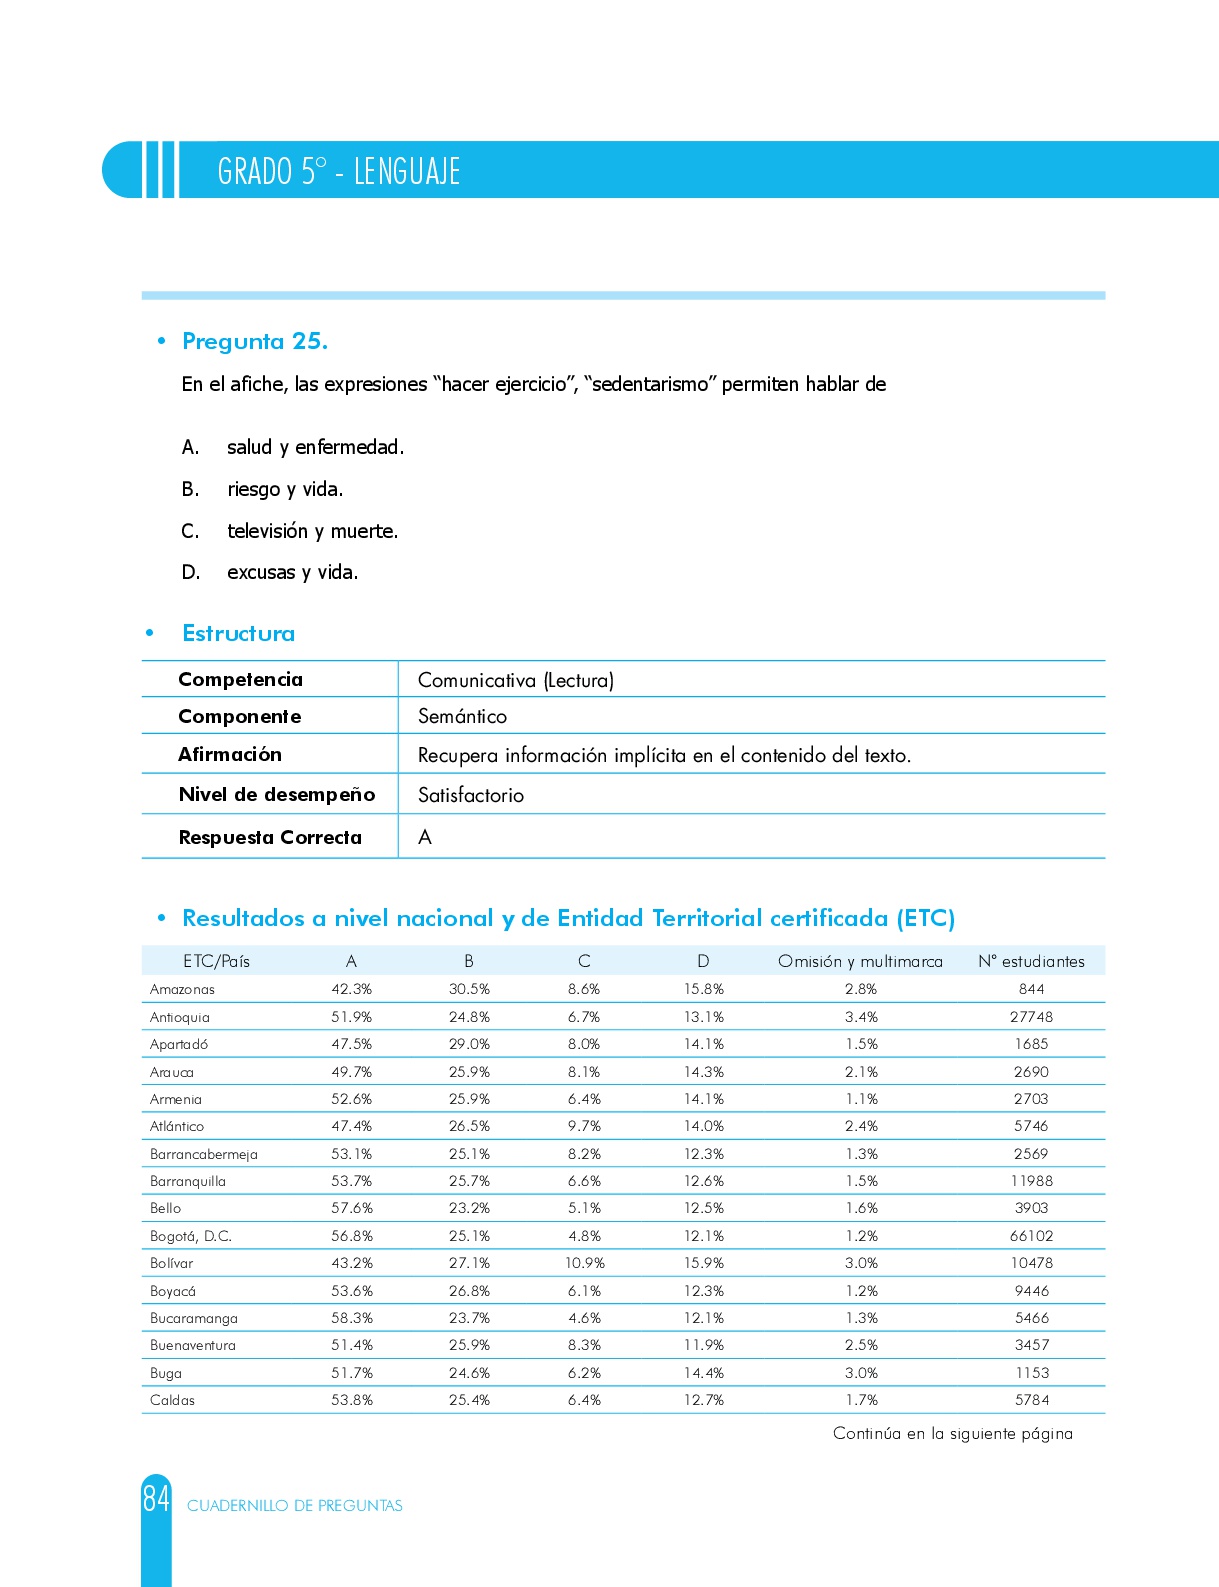 GRADO 5° - LENGUAJE
• Pregunta 25.
En el afiche, las expresiones “hacer ejercicio”, “sedentarismo” permiten hablar de
A. salud y enfermedad.
B. riesgo y vida.
C. televisión y muerte.
D. excusas y vida.
• Estructura
Competencia Comunicativa (Lectura)
Componente Semántico
Afirmación Recupera información implícita en el contenido del texto.
Nivel de desempeño Satisfactorio
Respuesta Correcta A
• Resultados a nivel nacional y de Entidad Territorial certificada (ETC)
ETC/País A B C D Omisión y multimarca N° estudiantes
Amazonas 42.3% 30.5% 8.6% 15.8% 2.8% 844
Antioquia 51.9% 24.8% 6.7% 13.1% 3.4% 27748
Apartadó 47.5% 29.0% 8.0% 14.1% 1.5% 1685
Arauca 49.7% 25.9% 8.1% 14.3% 2.1% 2690
Armenia 52.6% 25.9% 6.4% 14.1% 1.1% 2703
Atlántico 47.4% 26.5% 9.7% 14.0% 2.4% 5746
Barrancabermeja 53.1% 25.1% 8.2% 12.3% 1.3% 2569
Barranquilla 53.7% 25.7% 6.6% 12.6% 1.5% 11988
Bello 57.6% 23.2% 5.1% 12.5% 1.6% 3903
Bogotá, D.C. 56.8% 25.1% 4.8% 12.1% 1.2% 66102
Bolívar 43.2% 27.1% 10.9% 15.9% 3.0% 10478
Boyacá 53.6% 26.8% 6.1% 12.3% 1.2% 9446
Bucaramanga 58.3% 23.7% 4.6% 12.1% 1.3% 5466
Buenaventura 51.4% 25.9% 8.3% 11.9% 2.5% 3457
Buga 51.7% 24.6% 6.2% 14.4% 3.0% 1153
Caldas 53.8% 25.4% 6.4% 12.7% 1.7% 5784
Continúa en la siguiente página
84 CUADERNILLO DE PREGUNTAS